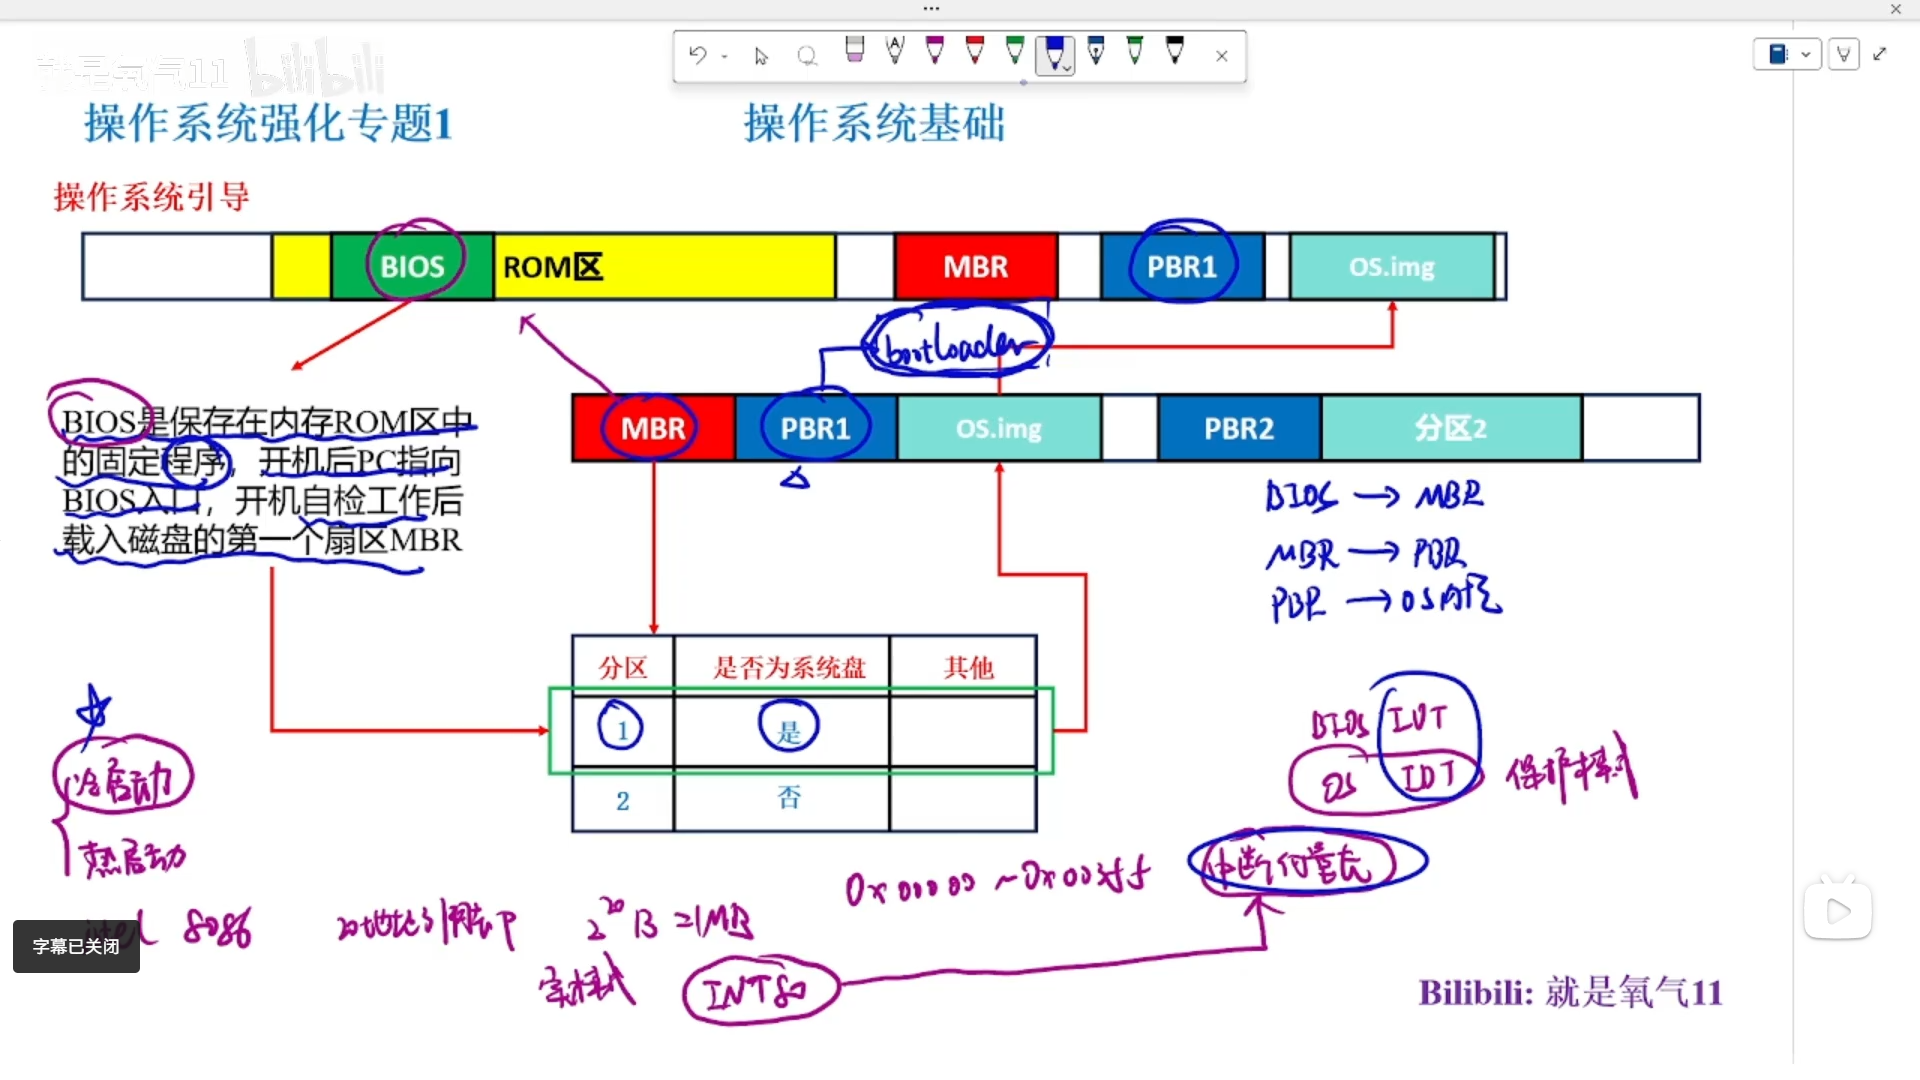 就是氧气11 bilibili
操作系统强化专题1
操作系统基础
操作系统引导
BIOS
ROM区
MBR
PBR1
OS.img
bootloader
MBR
PBR1
OS.img
PBR2
分区2
BIOS是保存在内存ROM区中
的固定程序，开机后PC指向
BIOS入口，开机自检工作后
载入磁盘的第一个扇区MBR
BIOS → MBR
MBR → PBR
PBR → OS内核
分区 是否为系统盘 其他
1 是
2 否
BIOS IVT
OS IDT 保护模式
冷启动
热启动
中断向量表
0x00000 ~0x003ff
8086
2^20 B =1MB
实模式
INT80
字幕已关闭
Bilibili: 就是氧气11